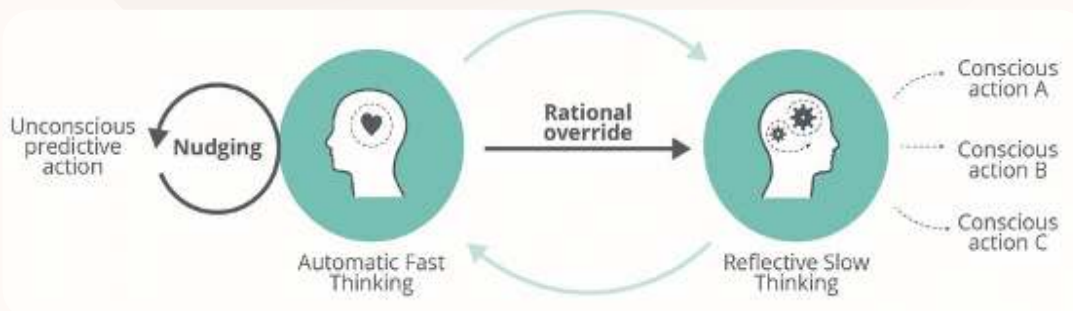 Unconscious
predictive
action
Nudging
Automatic Fast
Thinking
Rational
override
Reflective Slow
Thinking
Conscious
action A
Conscious
action B
Conscious
action C